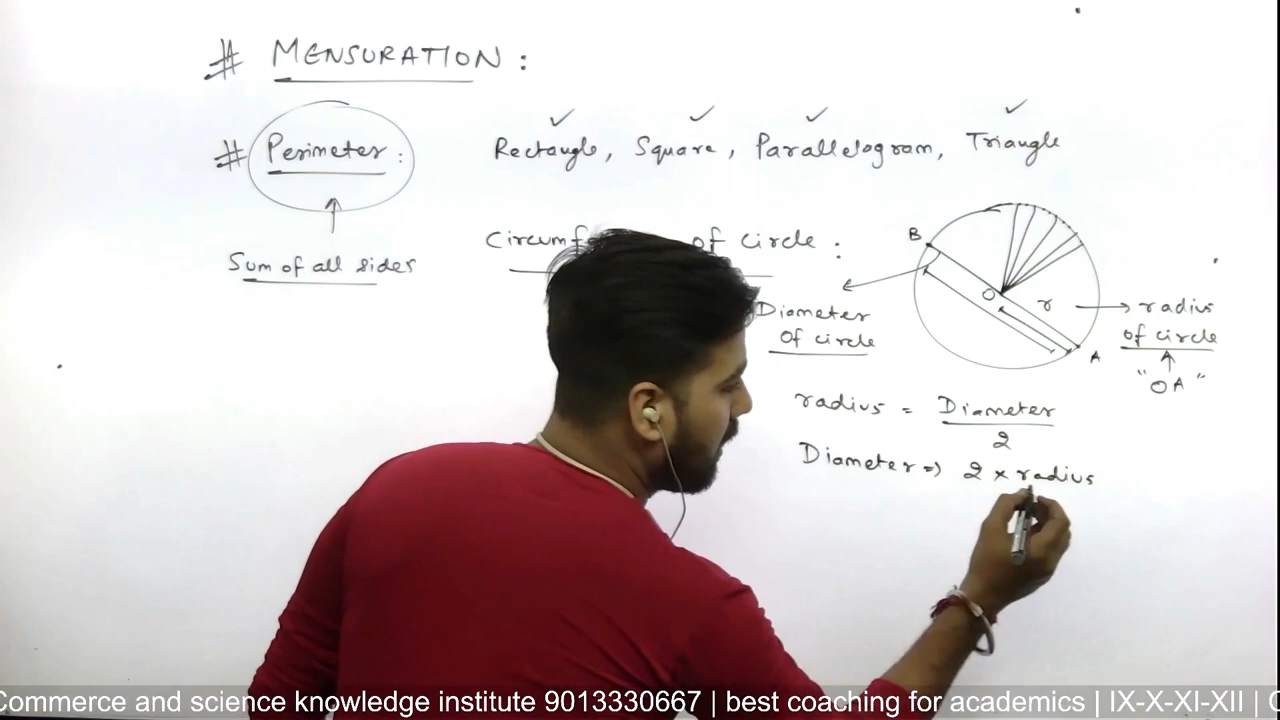 # MENSURATION :
# Perimeter : Rectangle, Square, Parallelogram, Triangle
Sum of all sides
of circle :
B
O
r
A
Diameter
Of circle
radius
of circle
"OA"
radius = Diameter
2
Diameter => 2 × radius
Commerce and science knowledge institute 9013330667 | best coaching for academics | IX-X-XI-XII |